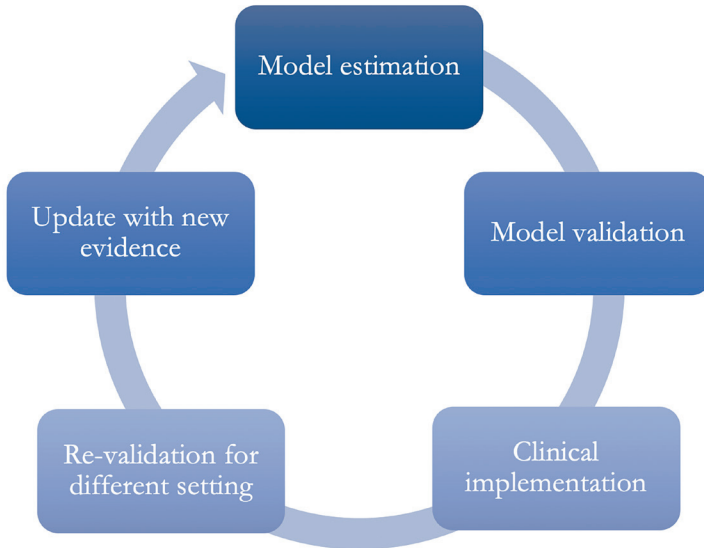 Model estimation
Model validation
Clinical
implementation
Re-validation for
different setting
Update with new
evidence